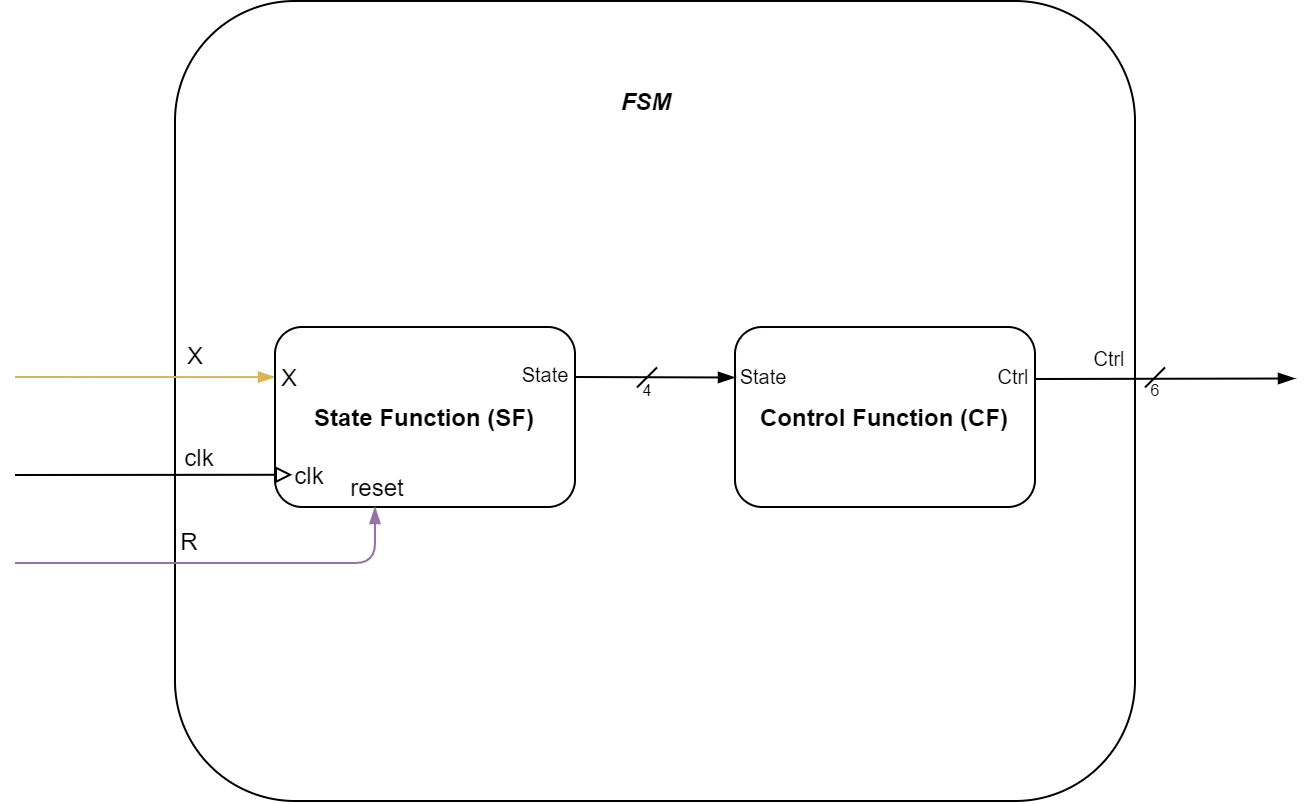 FSM
X
X
State
4
State
Ctrl
Ctrl
6
State Function (SF)
Control Function (CF)
clk
clk
reset
R